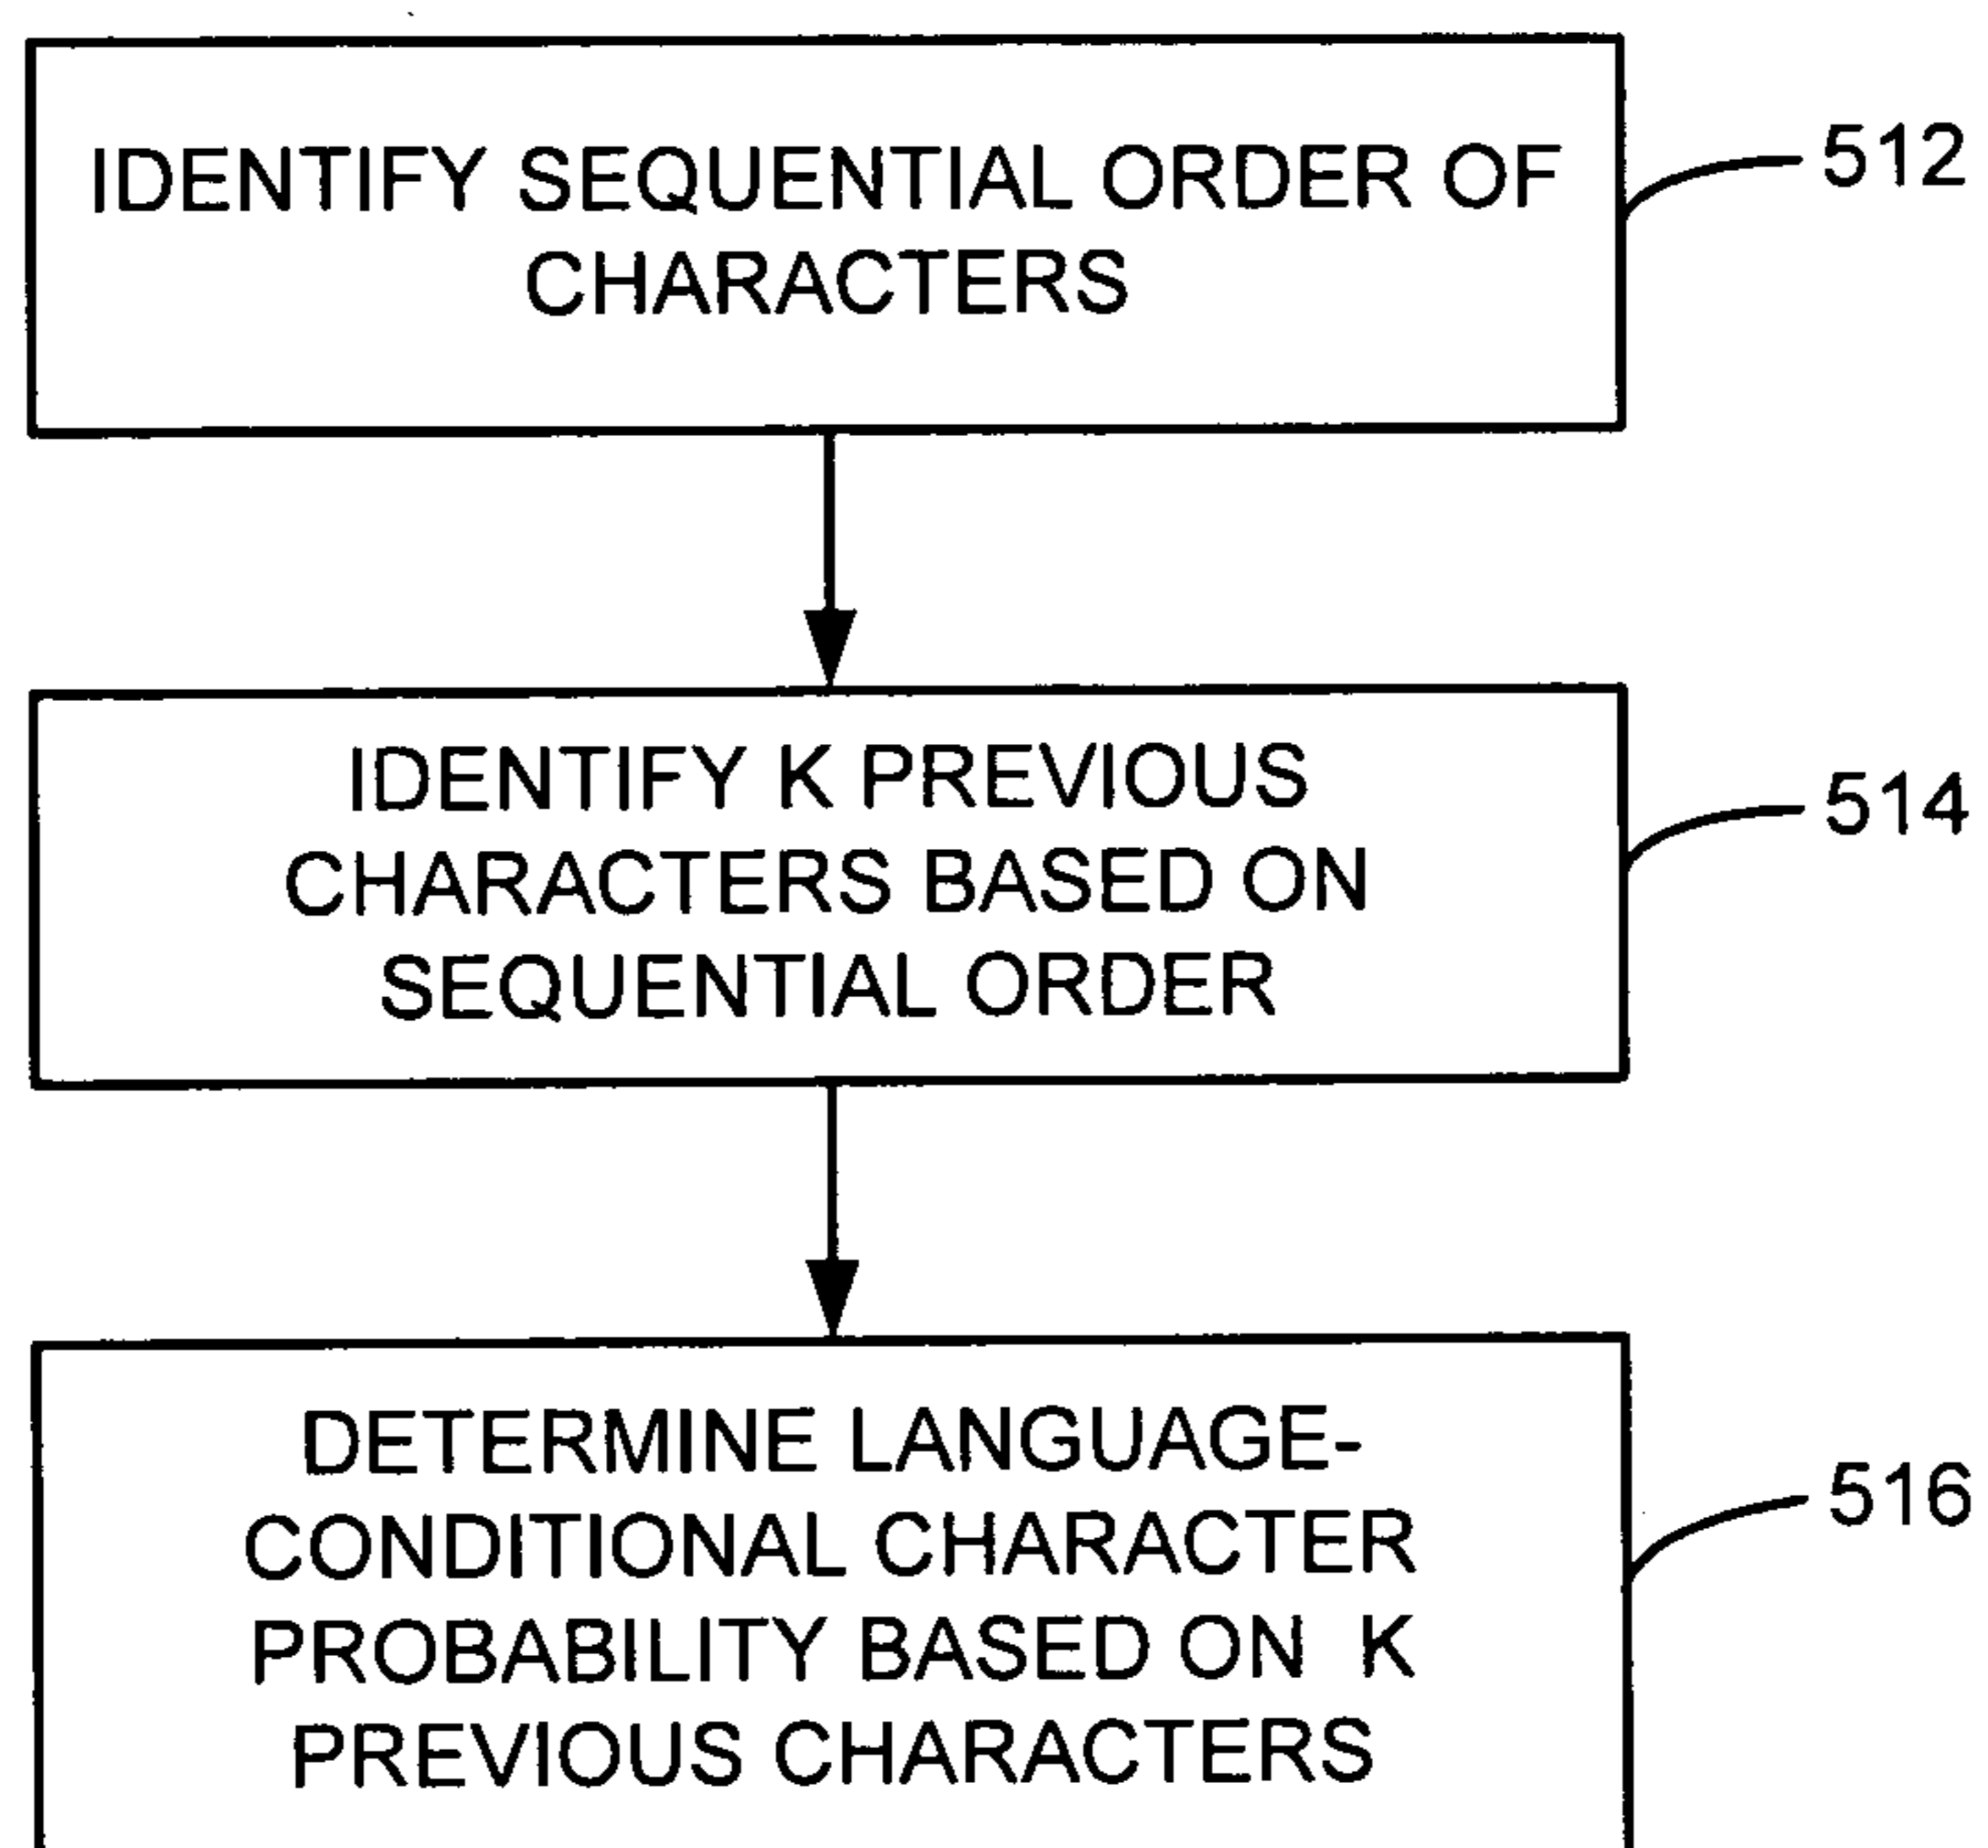 IDENTIFY SEQUENTIAL ORDER OF
CHARACTERS
512
IDENTIFY K PREVIOUS
CHARACTERS BASED ON
SEQUENTIAL ORDER
514
DETERMINE LANGUAGE-
CONDITIONAL CHARACTER
PROBABILITY BASED ON K
PREVIOUS CHARACTERS
516